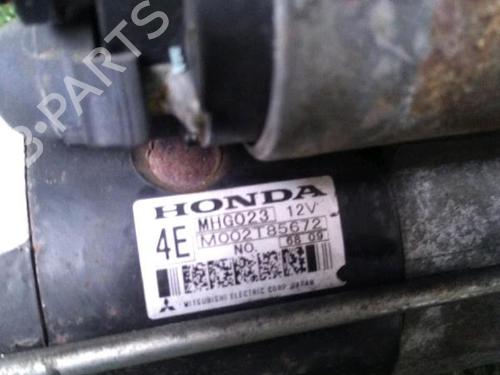 B-PARTS
HONDA
4E MHG023 12V
M002T85672
NO. 68 09
MITSUBISHI ELECTRIC CORP. JAPAN